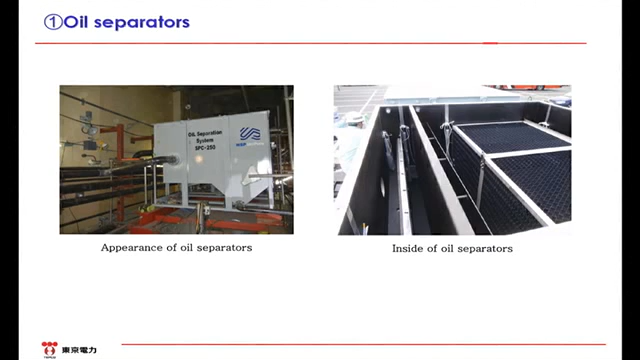 ①Oil separators
OIL Separation
System
SPC-250
Appearance of oil separators
Inside of oil separators
TEPCO
東京電力